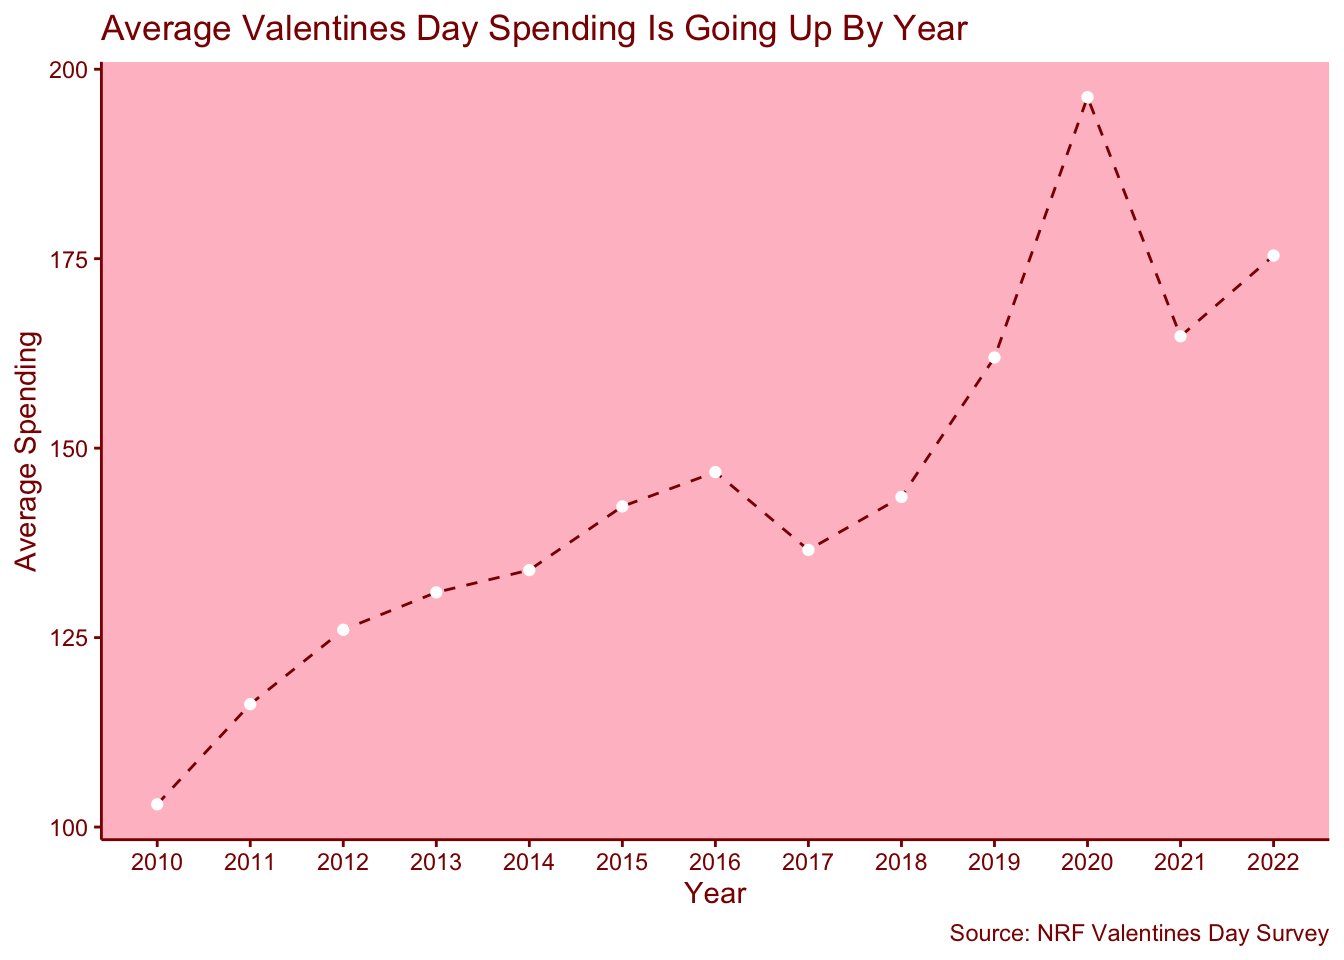 Average Valentines Day Spending Is Going Up By Year
200
175
150
125
100
Average Spending
2010 2011 2012 2013 2014 2015 2016 2017 2018 2019 2020 2021 2022
Year
Source: NRF Valentines Day Survey